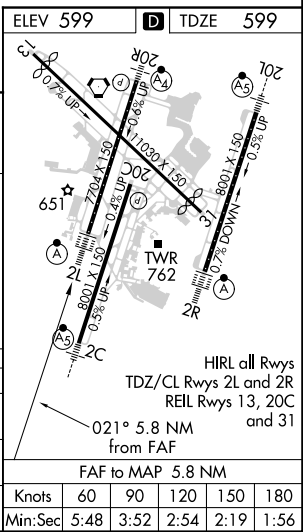 ELEV 599 D TDZE 599
13
20R
20L
A4
A5
P
0.7% UP
0.6% UP
0.5% UP
11030 X 150
7704 X 150
20C
P
8001 X 150
651
0.4% UP
31
A
2L
TWR
762
0.7% DOWN
A
2R
8001 X 150
0.5% UP
A5
2C
HIRL all Rwys
TDZ/CL Rwys 2L and 2R
REIL Rwys 13, 20C
and 31
021° 5.8 NM
from FAF
FAF to MAP 5.8 NM
Knots 60 90 120 150 180
Min:Sec 5:48 3:52 2:54 2:19 1:56